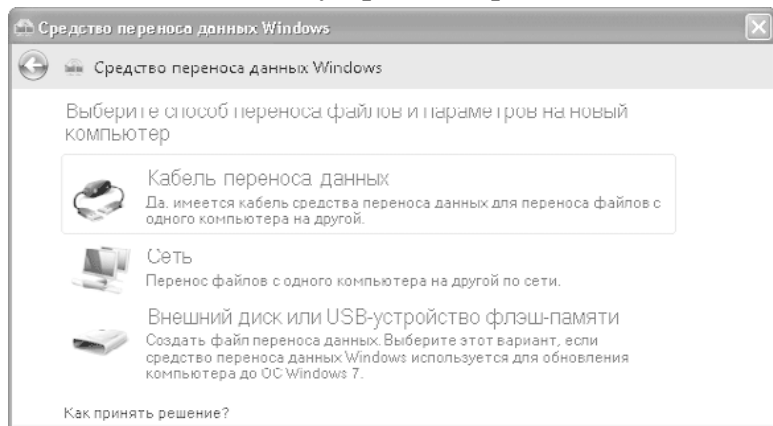 Средство переноса данных Windows
Средство переноса данных Windows
Выберите способ переноса файлов и параметров на новый
компьютер
Кабель переноса данных
Да, имеется кабель средства переноса данных для переноса файлов с
одного компьютера на другой.
Сеть
Перенос файлов с одного компьютера на другой по сети.
Внешний диск или USB-устройство флэш-памяти
Создать файл переноса данных. Выберите этот вариант, если
средство переноса данных Windows используется для обновления
компьютера до ОС Windows 7.
Как принять решение?